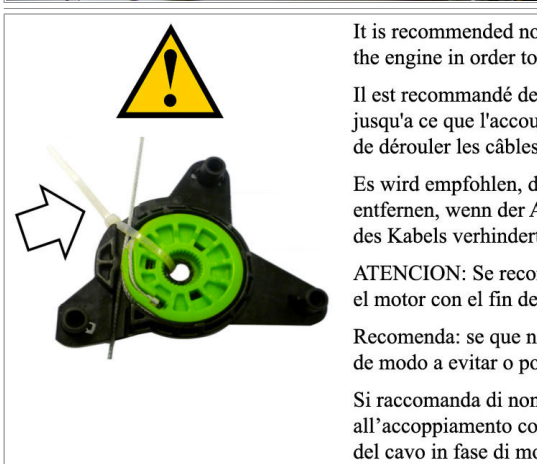 It is recommended
the engine in order to
Il est recommandé de
jusqu'a ce que l'accou
de dérouler les câbles
Es wird empfohlen, d
entfernen, wenn der A
des Kabels verhindert
ATENCION: Se reco
el motor con el fin de
Recomenda: se que n
de modo a evitar o po
Si raccomanda di non
all’accoppiamento co
del cavo in fase di mo